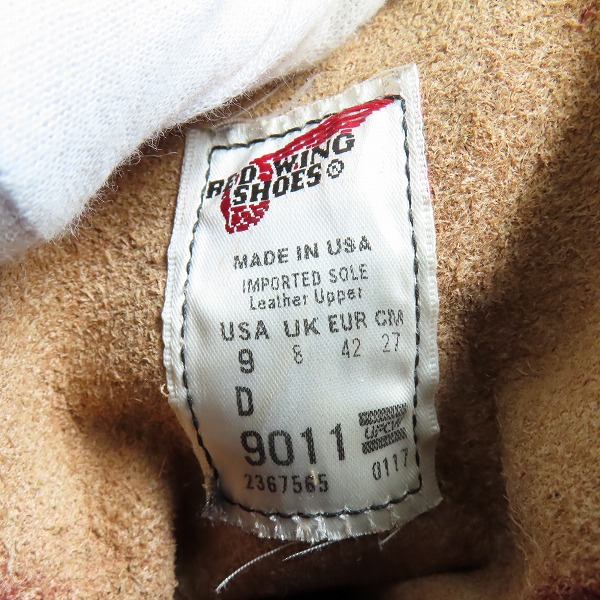 RED WING
SHOES®
MADE IN USA
IMPORTED SOLE
Leather Upper
USA UK EUR CM
9 8 42 27
D
9011 UFCW
2367565 0117